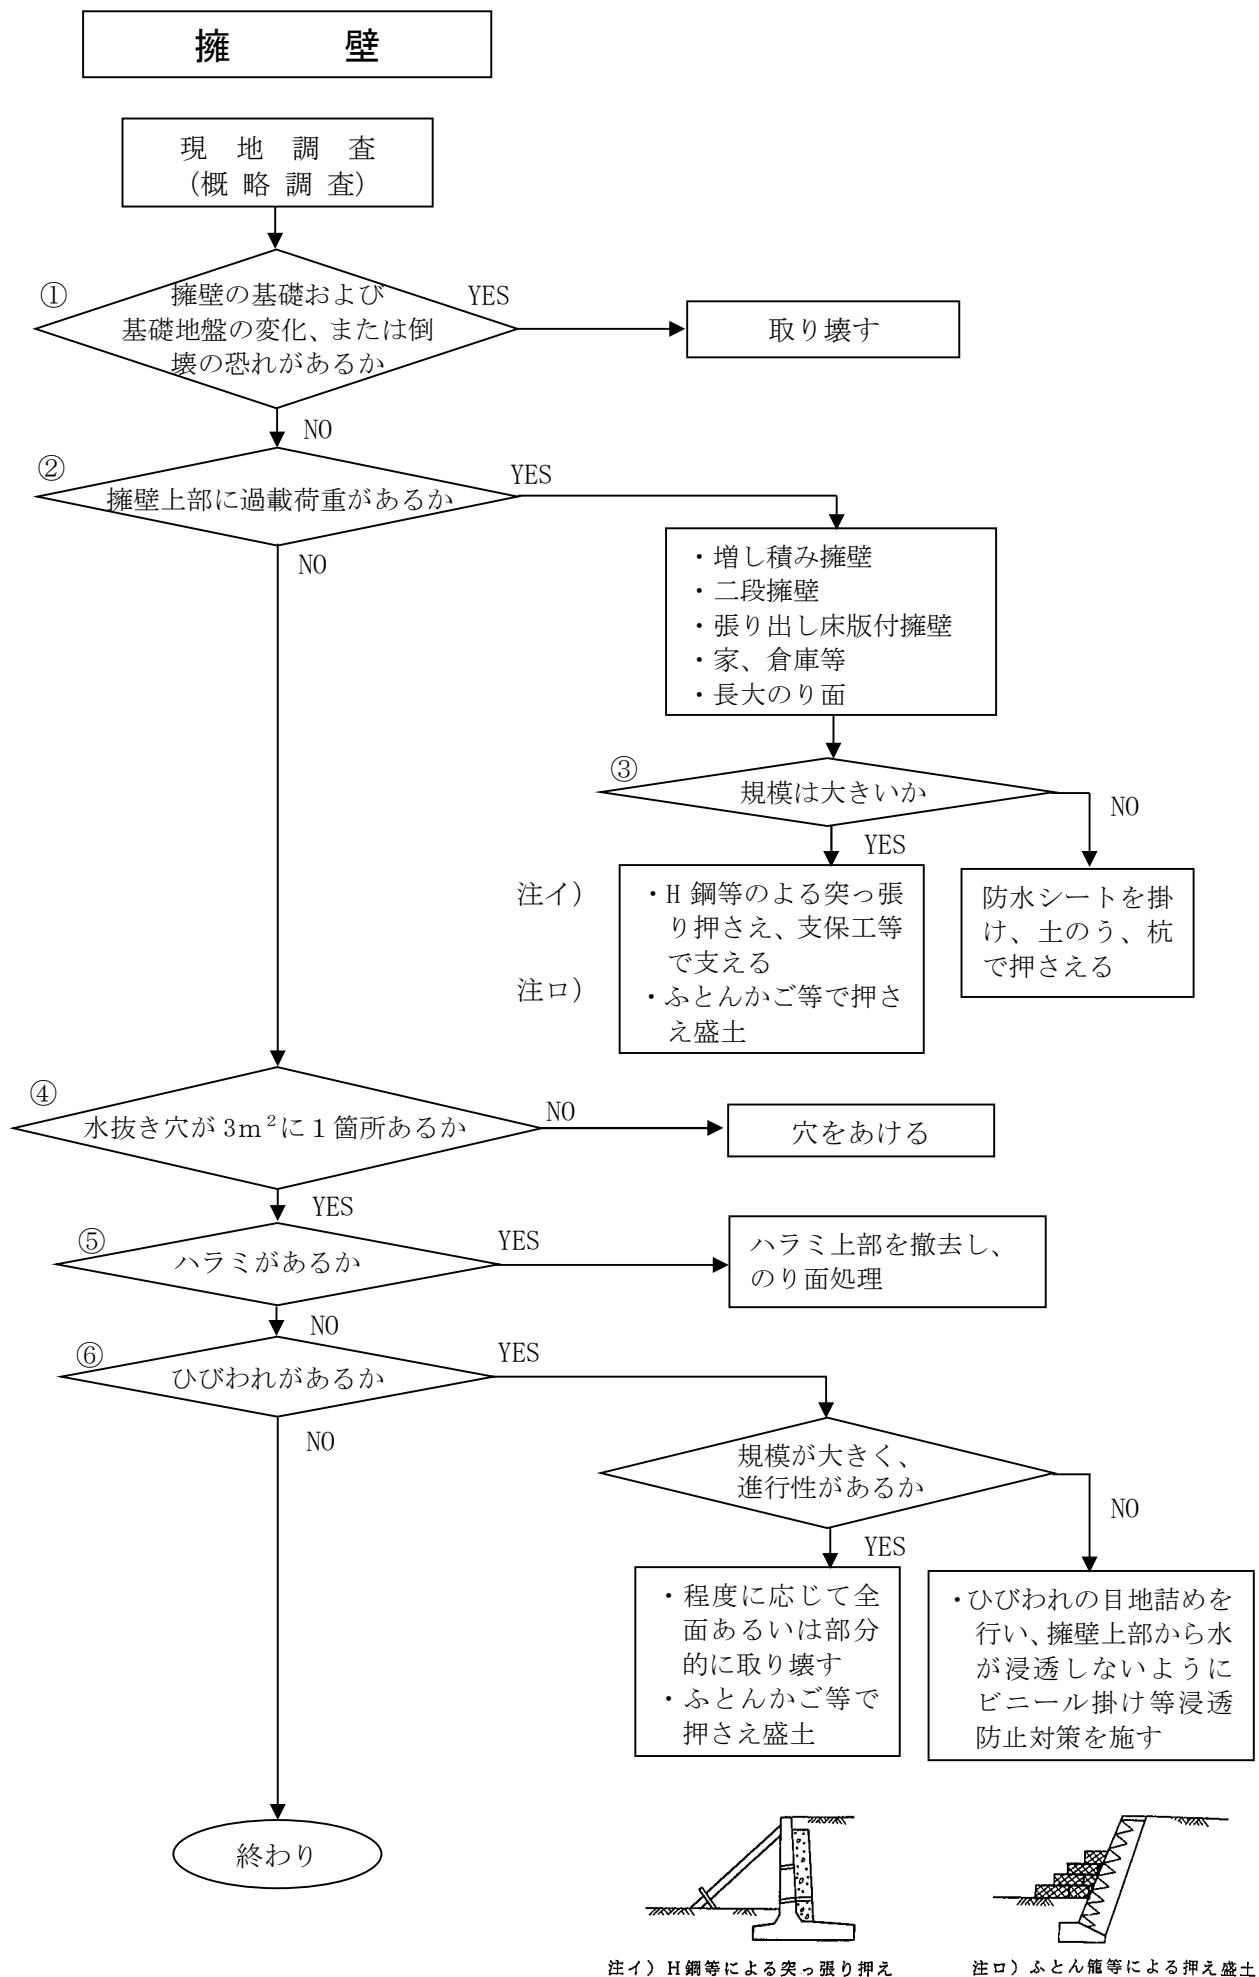 擁　　壁
現　地　調　査
（概 略 調 査）
①
擁壁の基礎および
基礎地盤の変化、または倒
壊の恐れがあるか
YES
取り壊す
NO
②
擁壁上部に過載荷重があるか
YES
NO
・増し積み擁壁
・二段擁壁
・張り出し床版付擁壁
・家、倉庫等
・長大のり面
③
規模は大きいか
NO
YES
注イ）
・H 鋼等のよる突っ張
り押さえ、支保工等
で支える
注ロ）
・ふとんかご等で押さ
え盛土
防水シートを掛
け、土のう、杭
で押さえる
④
水抜き穴が 3m²に１箇所あるか
NO
穴をあける
YES
⑤
ハラミがあるか
YES
ハラミ上部を撤去し、
のり面処理
NO
⑥
ひびわれがあるか
YES
NO
規模が大きく、
進行性があるか
NO
YES
・程度に応じて全
面あるいは部分
的に取り壊す
・ふとんかご等で
押さえ盛土
・ひびわれの目地詰めを
行い、擁壁上部から水
が浸透しないように
ビニール掛け等浸透
防止対策を施す
終わり
注イ）H鋼等による突っ張り押え
注ロ）ふとん籠等による押え盛土